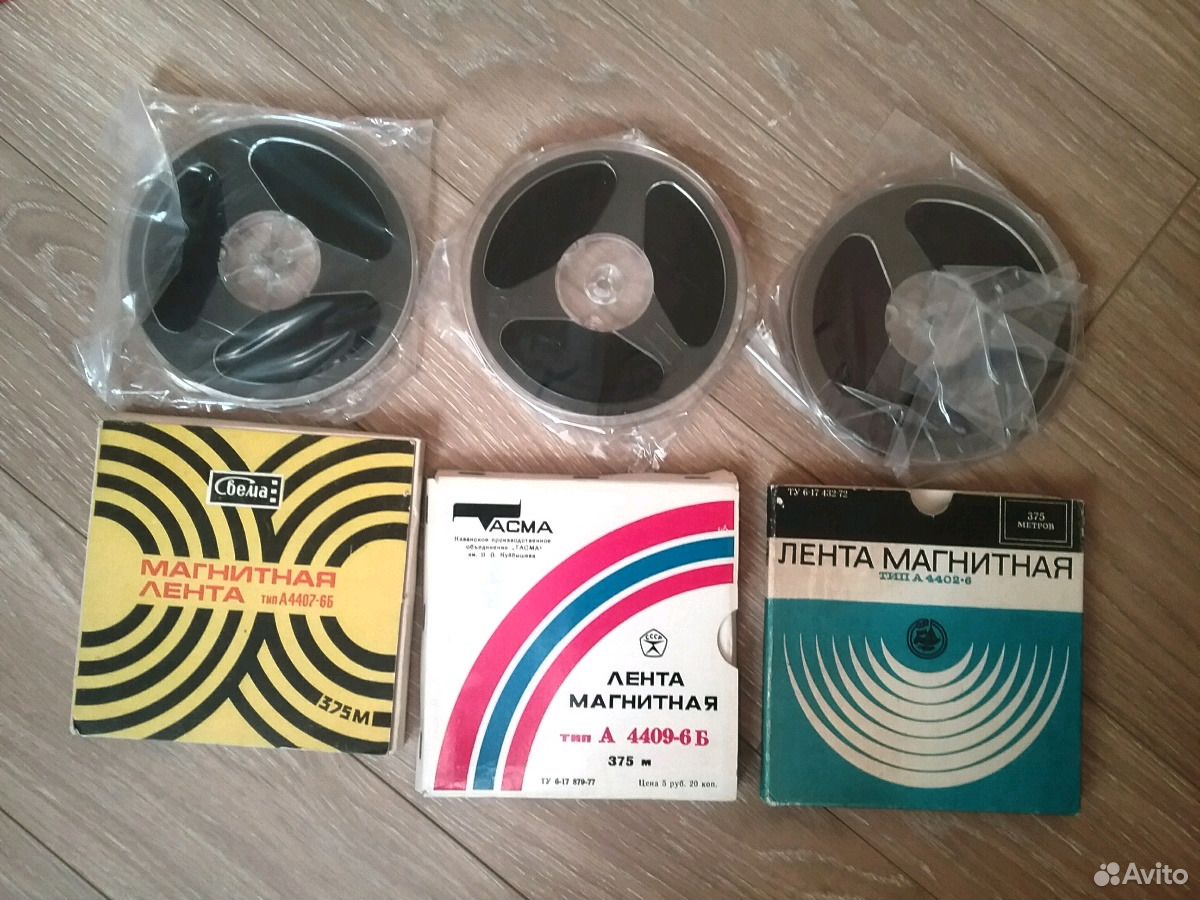 Свема
МАГНИТНАЯ
ЛЕНТА тип А4407-6Б
375М
ТАСМА
Казанское производственное
объединение „ТАСМА“
им. В. В. Куйбышева
СССР
ЛЕНТА
МАГНИТНАЯ
тип А 4409-6 Б
375 м
ТУ 6-17 879-77
Цена 5 руб. 20 коп.
ТУ 6-17 432-72
375
МЕТРОВ
ЛЕНТА МАГНИТНАЯ
ТИП А 4402-6
Avito